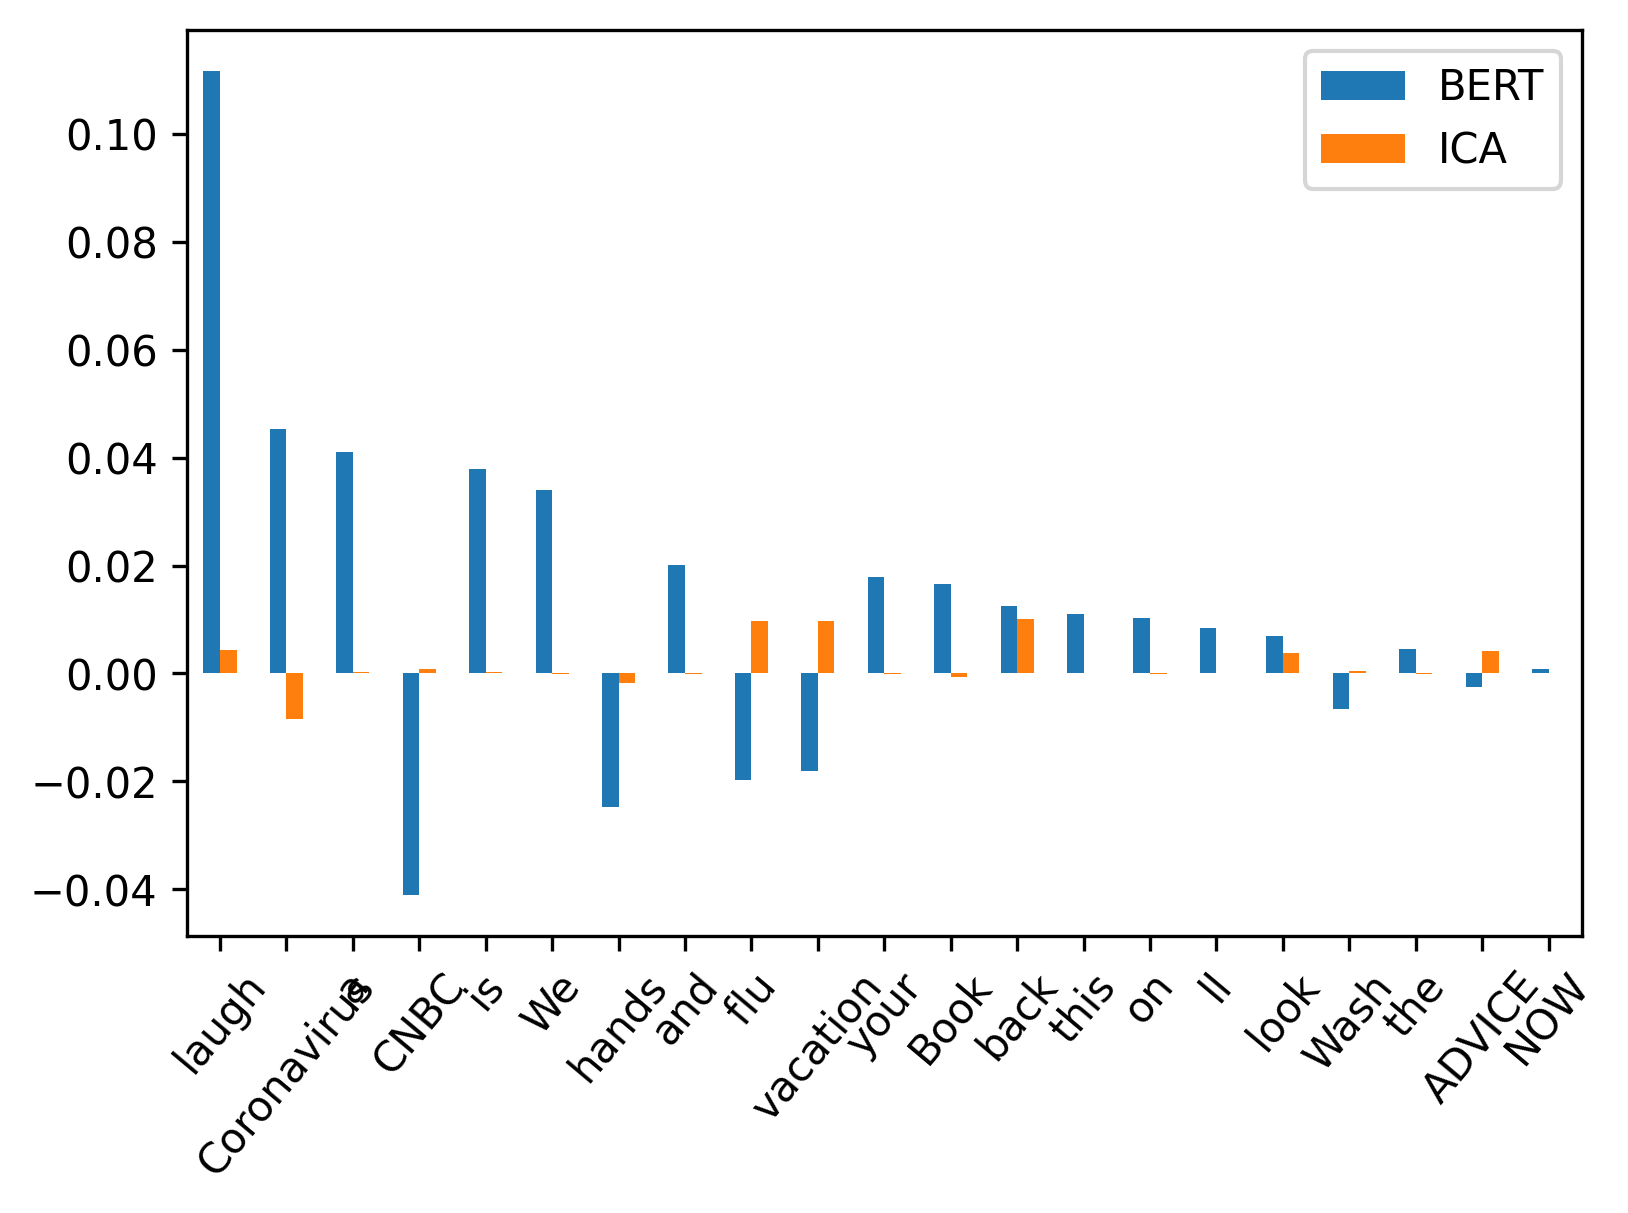 BERT
ICA
0.10
0.08
0.06
0.04
0.02
0.00
−0.02
−0.04
laugh
Coronavirus
a
CNBC
is
We
hands
and
flu
vacation
your
Book
back
this
on
ll
look
Wash
the
ADVICE
NOW